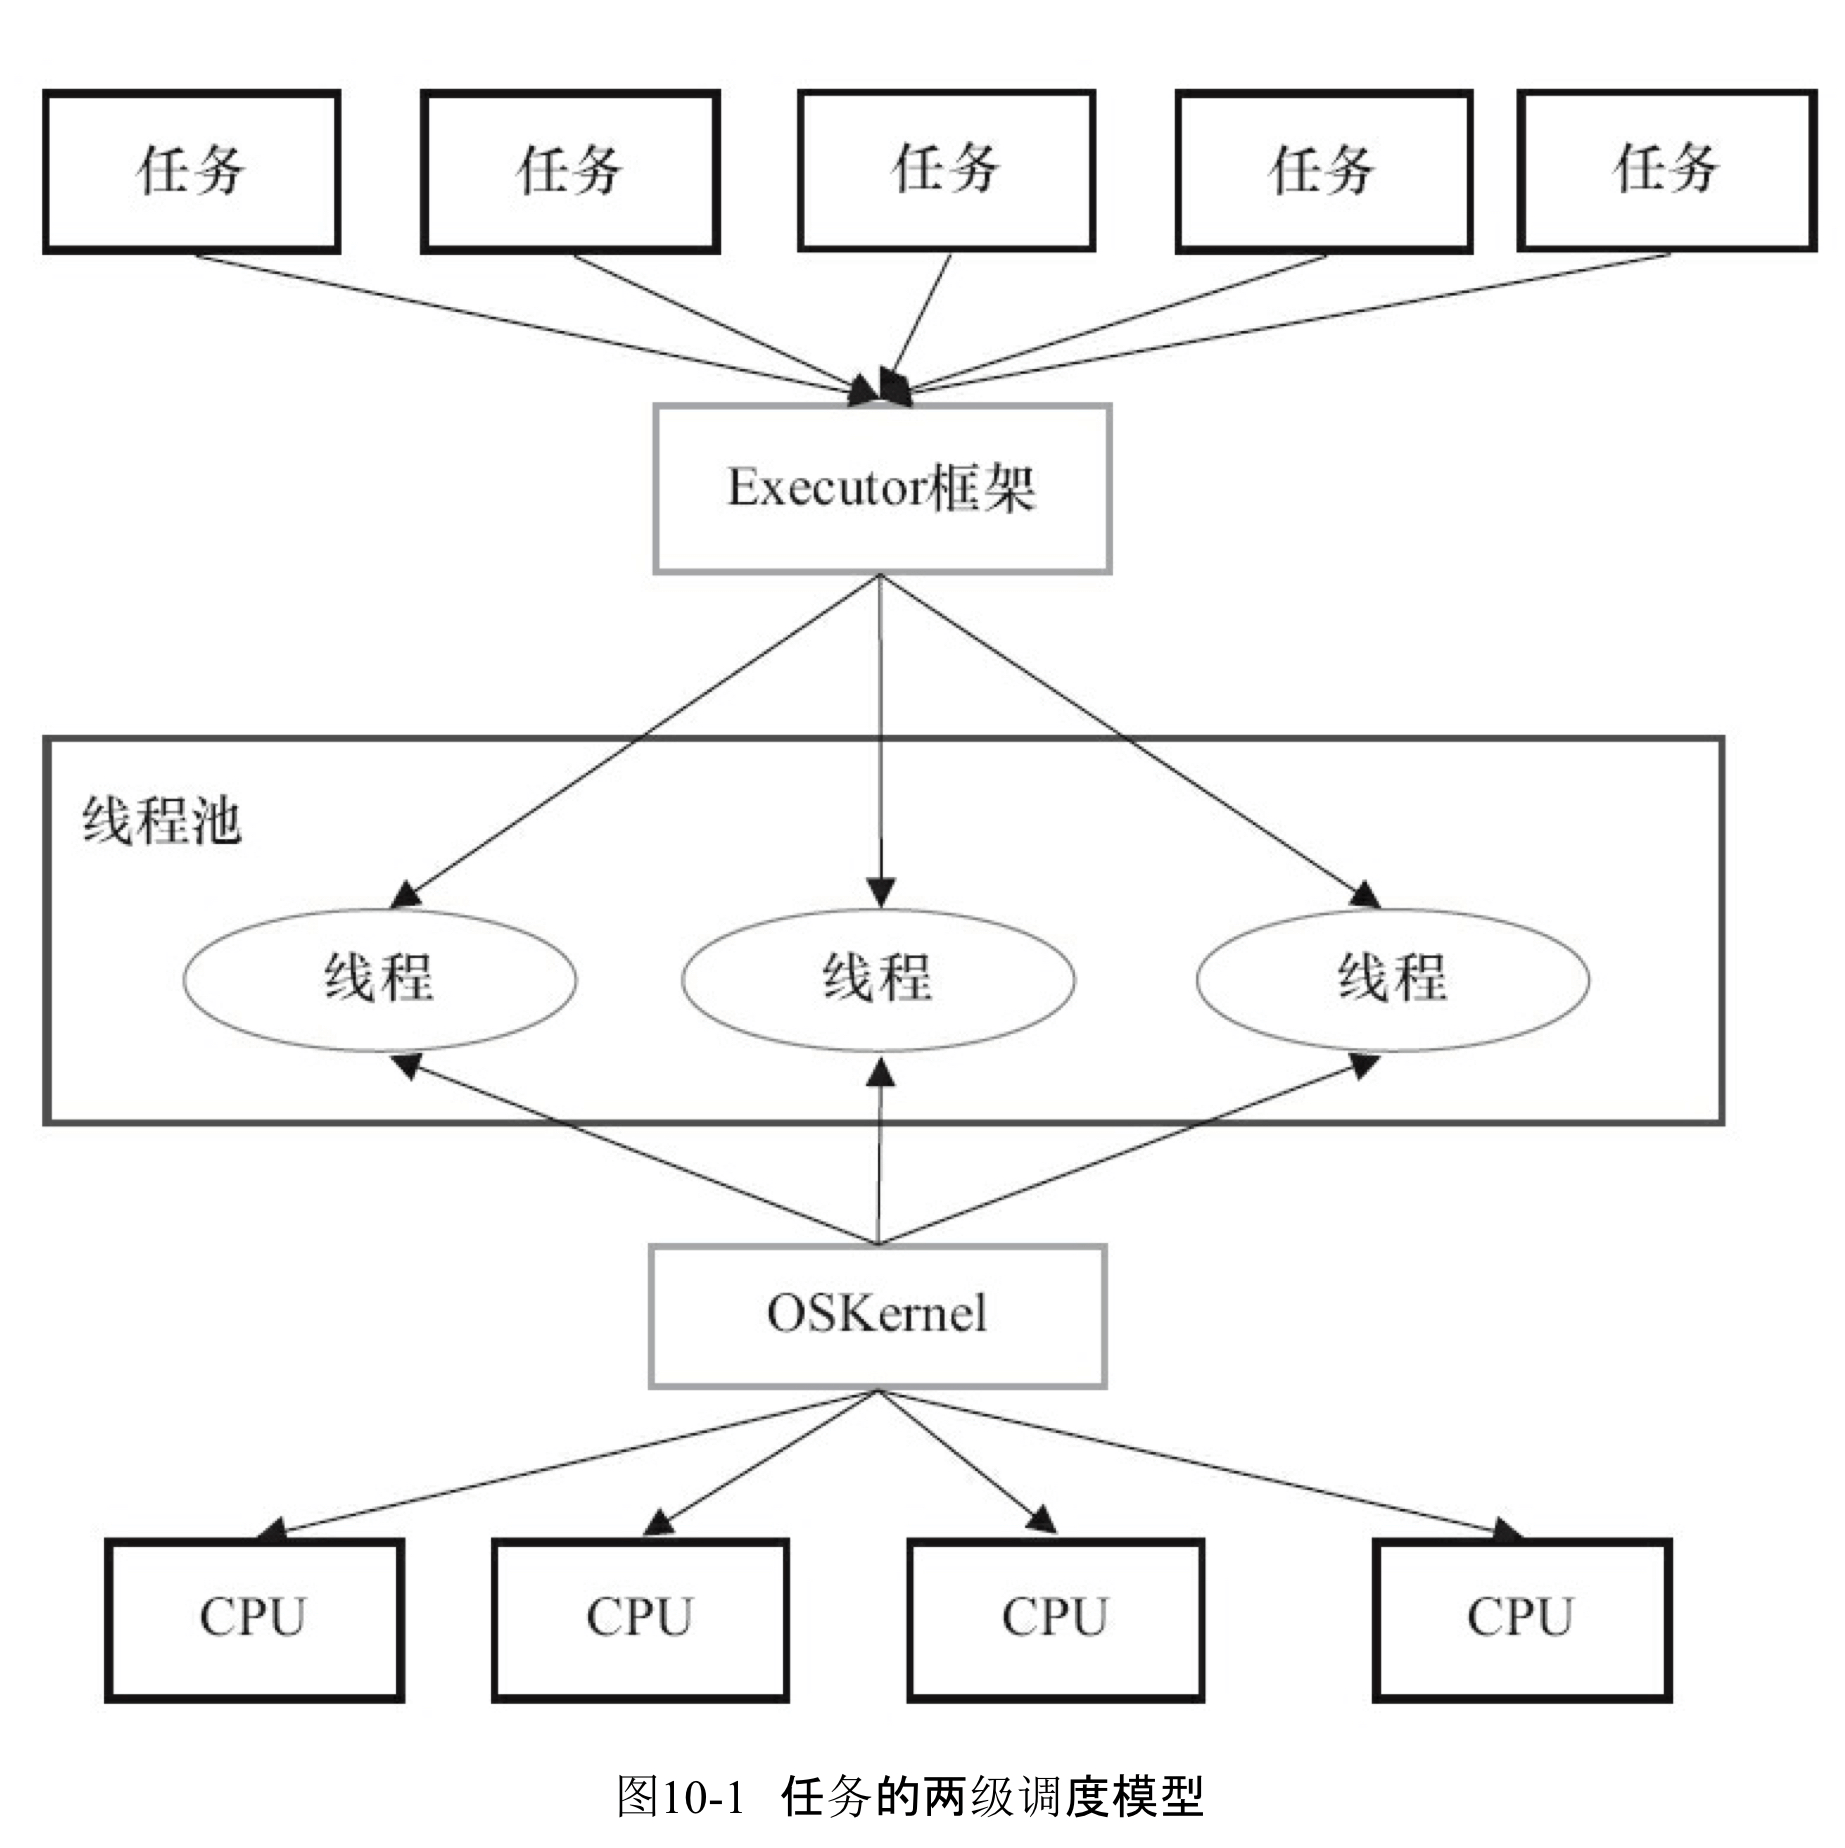 任务 任务 任务 任务 任务
Executor框架
线程池
线程 线程 线程
OSKernel
CPU CPU CPU CPU
图10-1 任务的两级调度模型